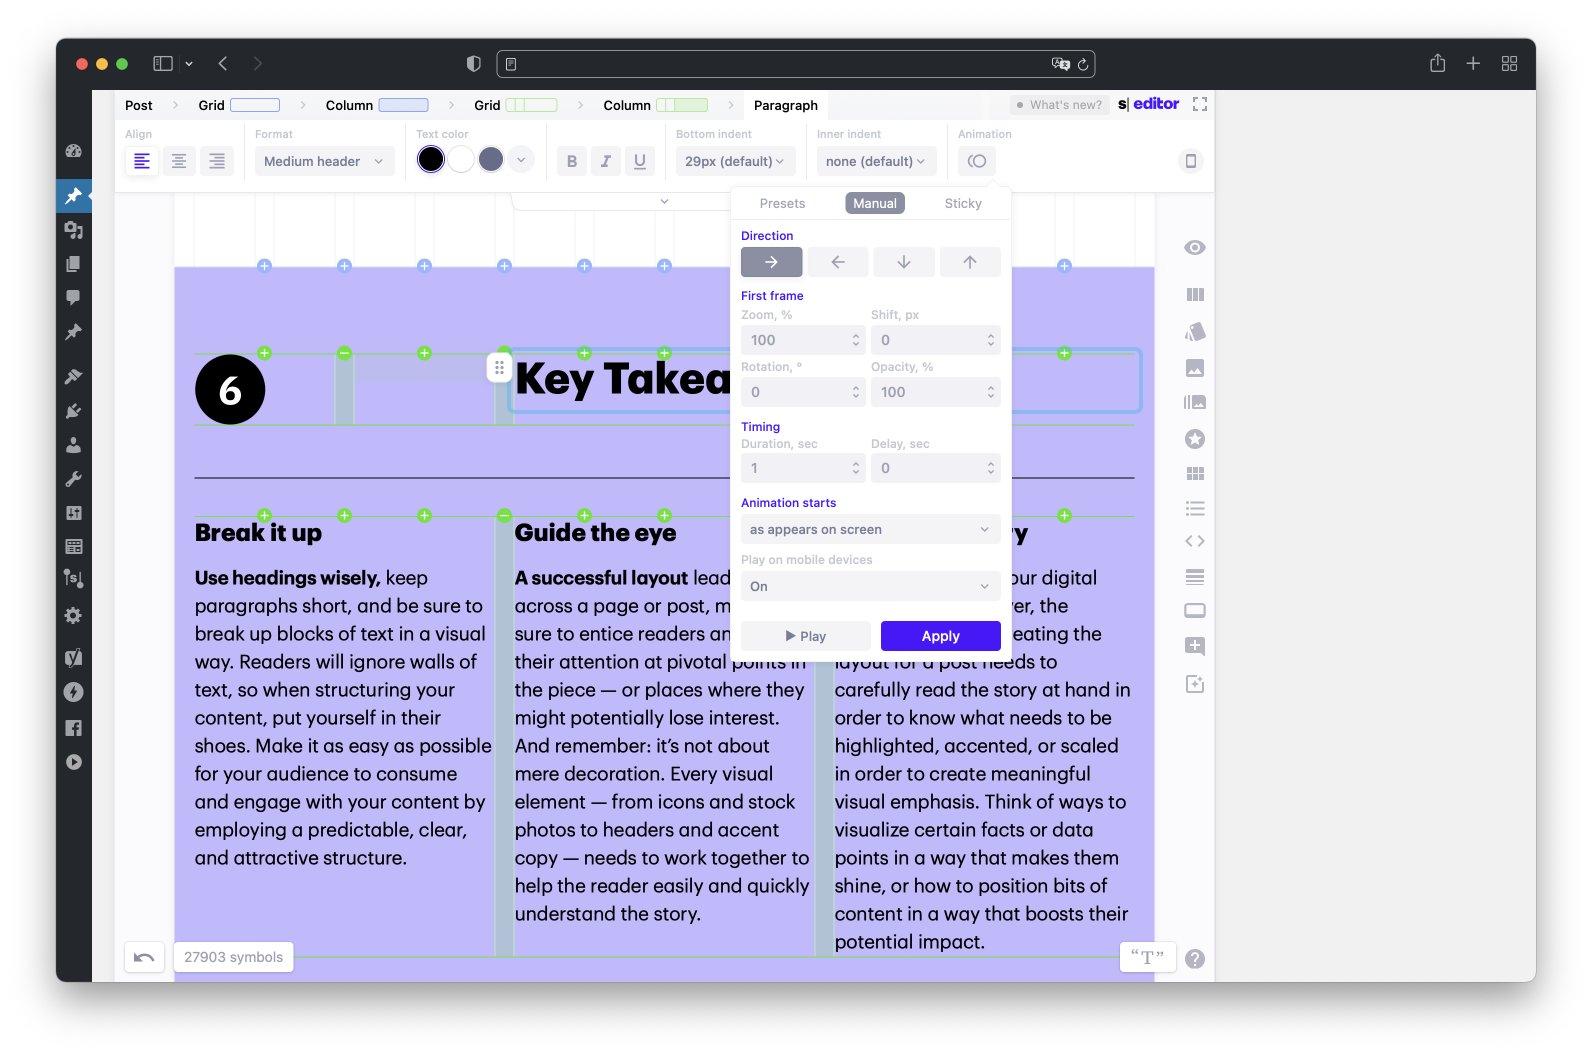 Post Grid Column Grid Column Paragraph What's new? s| editor
Align Format Text color Bottom indent Inner indent Animation
Medium header B I U 29px (default) none (default)
Presets Manual Sticky
Direction
First frame
Zoom, % Shift, px
100 0
Rotation, ° Opacity, %
0 100
Timing
Duration, sec Delay, sec
1 0
Animation starts
as appears on screen
Play on mobile devices
On
Play Apply
6 Key Takea
Break it up
Use headings wisely, keep
paragraphs short, and be sure to
break up blocks of text in a visual
way. Readers will ignore walls of
text, so when structuring your
content, put yourself in their
shoes. Make it as easy as possible
for your audience to consume
and engage with your content by
employing a predictable, clear,
and attractive structure.
Guide the eye
A successful layout lead
across a page or post, m
sure to entice readers an
their attention at pivotal points in
the piece — or places where they
might potentially lose interest.
And remember: it’s not about
mere decoration. Every visual
element — from icons and stock
photos to headers and accent
copy — needs to work together to
help the reader easily and quickly
understand the story.
ry
our digital
er, the
eating the
layout for a post needs to
carefully read the story at hand in
order to know what needs to be
highlighted, accented, or scaled
in order to create meaningful
visual emphasis. Think of ways to
visualize certain facts or data
points in a way that makes them
shine, or how to position bits of
content in a way that boosts their
potential impact.
27903 symbols “T” ?